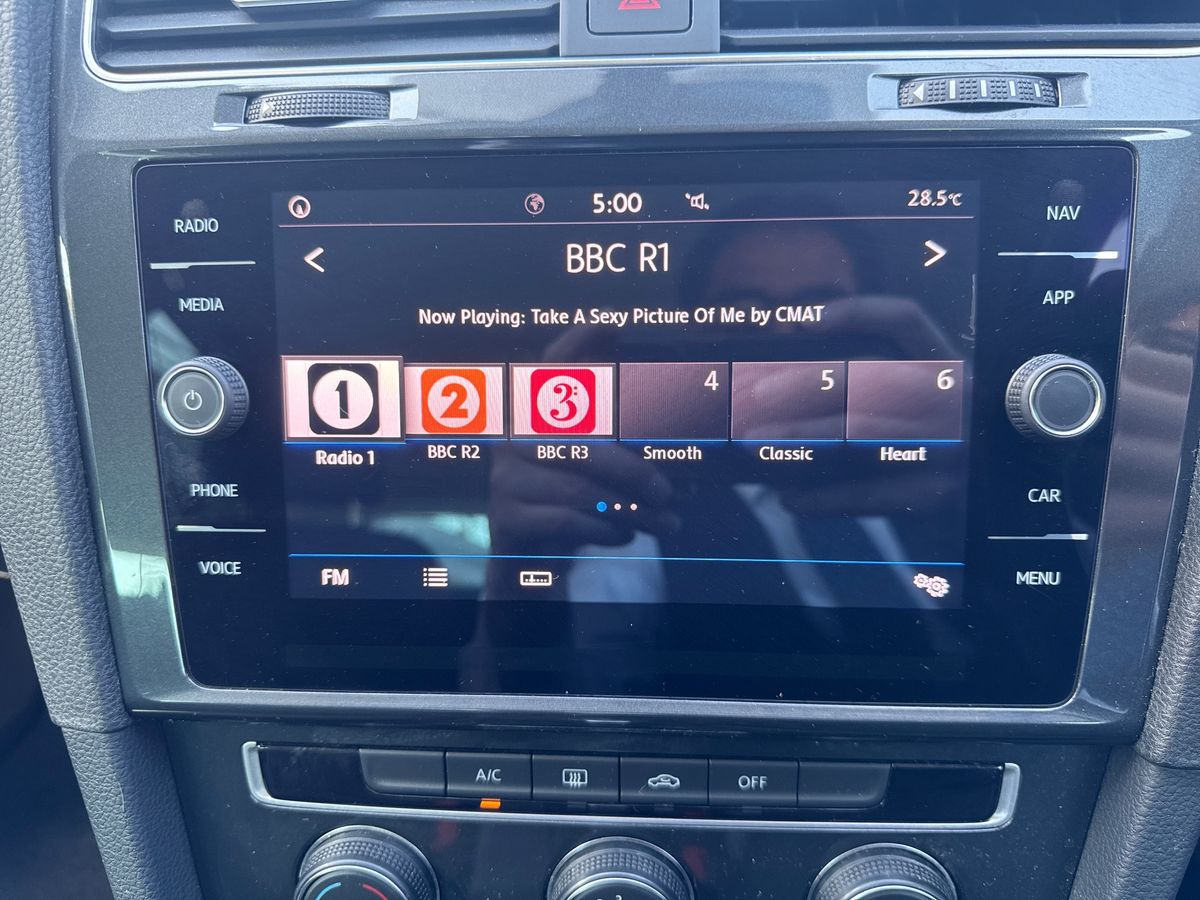 5:00
28.5°C
RADIO
NAV
< BBC R1 >
MEDIA
APP
Now Playing: Take A Sexy Picture Of Me by CMAT
1
2
3
4
5
6
Radio 1
BBC R2
BBC R3
Smooth
Classic
Heart
PHONE
CAR
VOICE
FM
MENU
A/C
OFF